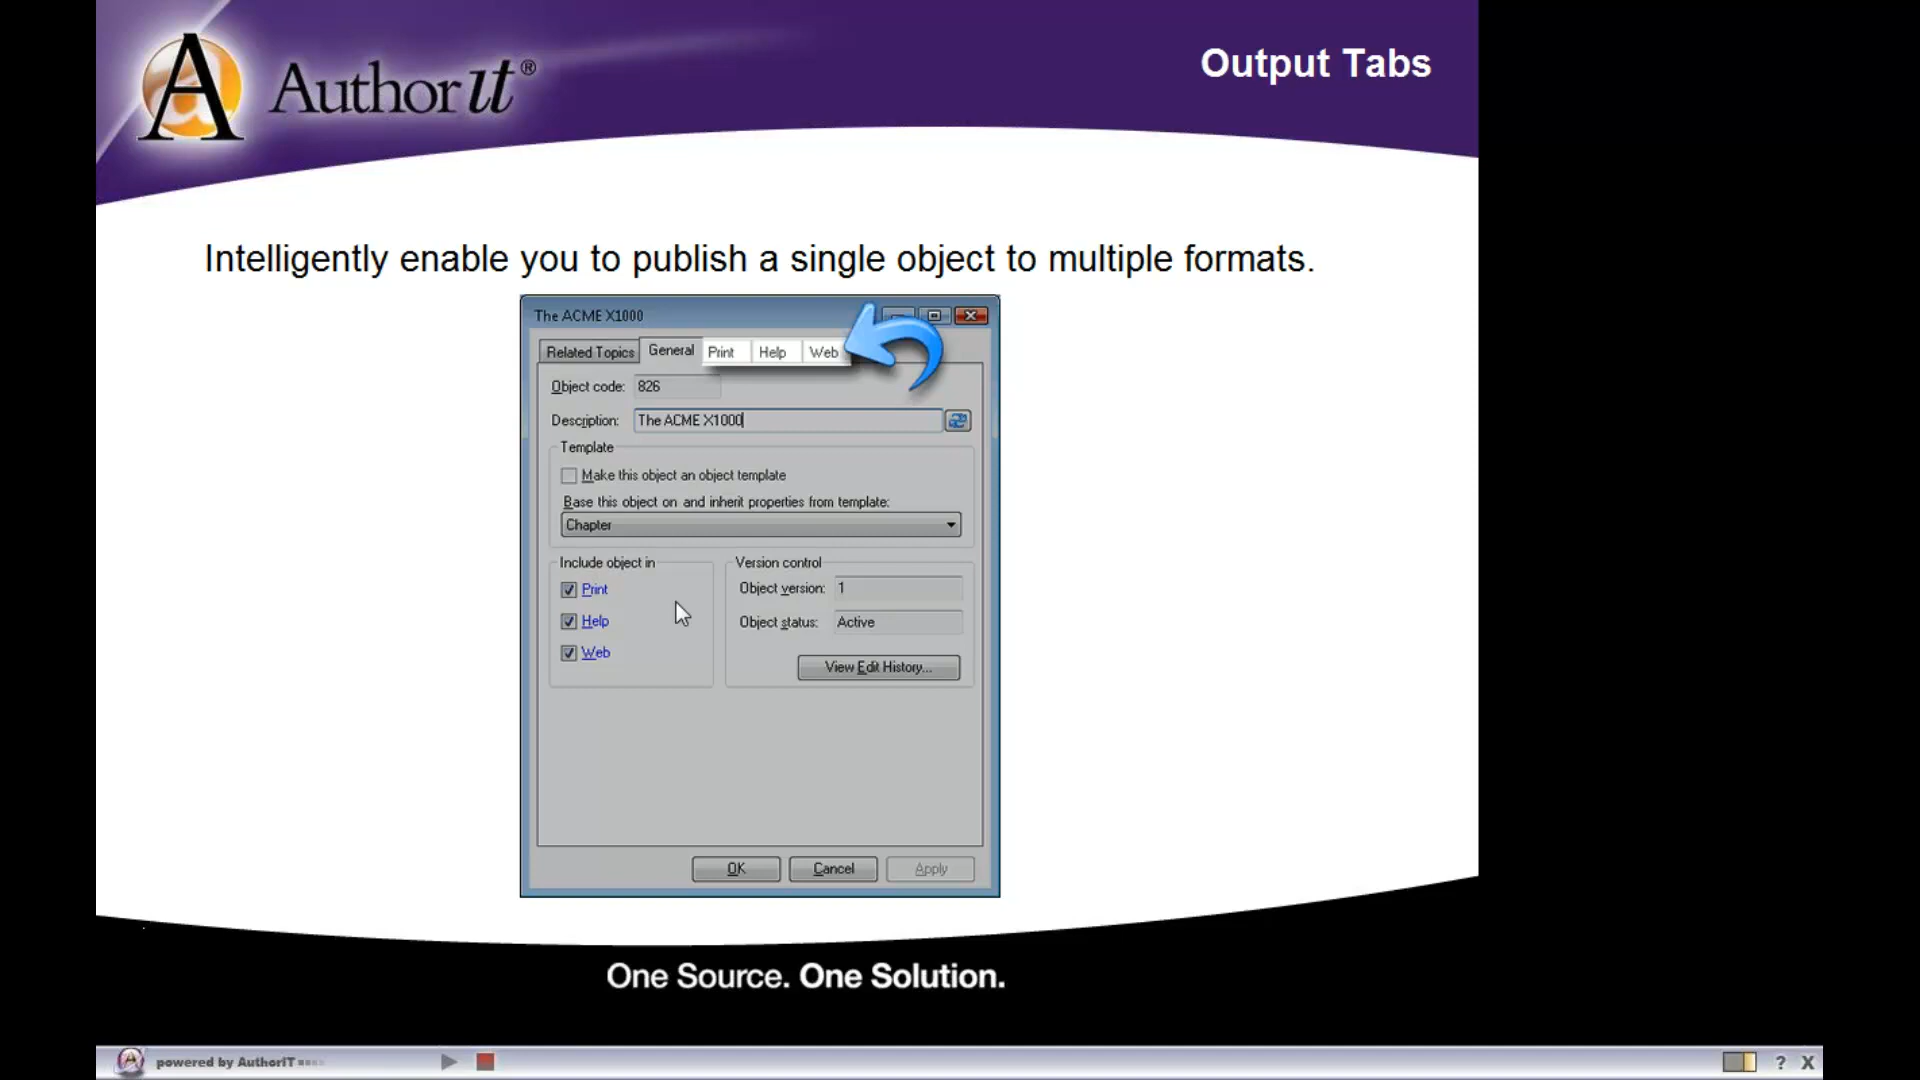 A Authorit®
Output Tabs
Intelligently enable you to publish a single object to multiple formats.
The ACME X1000
Related Topics General Print Help Web
Object code: 826
Description: The ACME X1000
Template
Make this object an object template
Base this object on and inherit properties from template:
Chapter
Include object in
Print
Help
Web
Version control
Object version: 1
Object status: Active
View Edit History...
OK Cancel Apply
One Source. One Solution.
powered by AuthorIT
? X